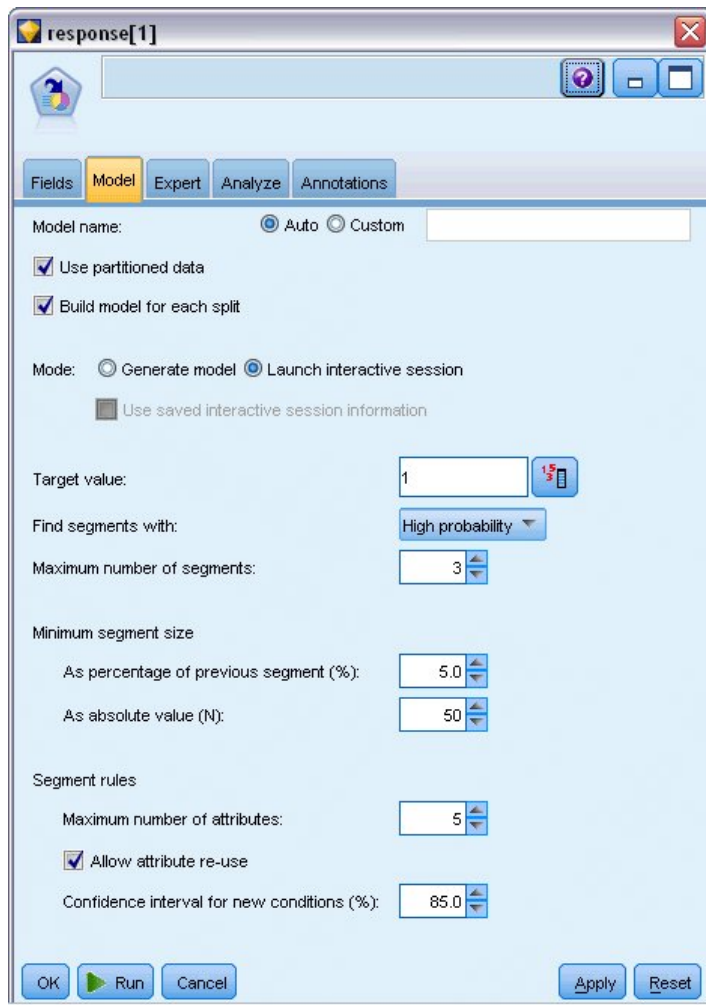 response[1]
Fields Model Expert Analyze Annotations
Model name: Auto Custom
Use partitioned data
Build model for each split
Mode: Generate model Launch interactive session
Use saved interactive session information
Target value: 1
Find segments with: High probability
Maximum number of segments: 3
Minimum segment size
As percentage of previous segment (%): 5.0
As absolute value (N): 50
Segment rules
Maximum number of attributes: 5
Allow attribute re-use
Confidence interval for new conditions (%): 85.0
OK Run Cancel Apply Reset